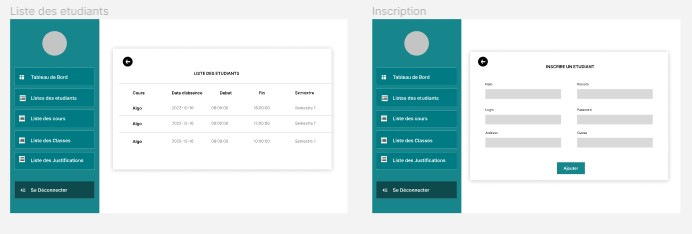 Liste des etudiants
Tableau de Bord
Listes des etudiants
Liste des cours
Liste des Classes
Liste des Justifications
Se Déconnecter
LISTE DES ETUDIANTS
Cours Date d'absence Debut Fin Semestre
Algo 2023-10-16 08:00:00 10:00:00 Semestre 1
Algo 2023-10-16 08:00:00 12:00:00 Semestre 1
Algo 2023-10-16 08:00:00 10:00:00 Semestre 1
Inscription
Tableau de Bord
Listes des etudiants
Liste des cours
Liste des Classes
Liste des Justifications
Se Déconnecter
INSCRIRE UN ETUDIANT
Login Password
Address Classe
Ajouter